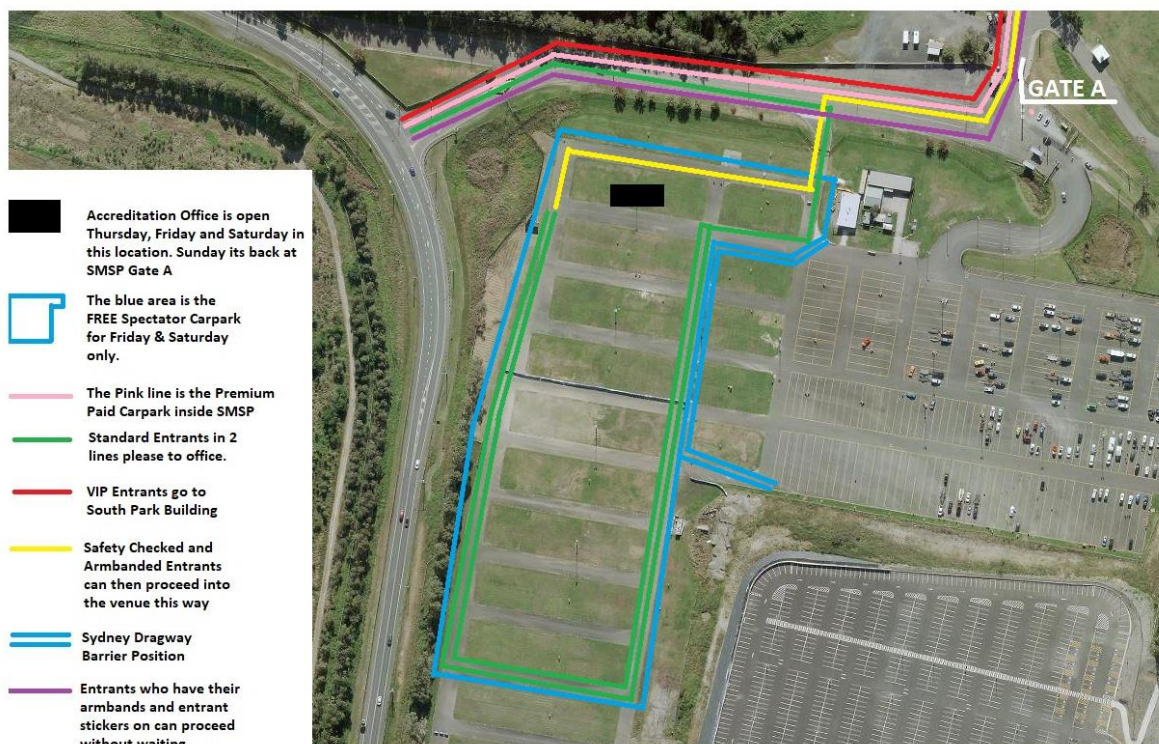 GATE A
Accreditation Office is open
Thursday, Friday and Saturday in
this location. Sunday its back at
SMSP Gate A
The blue area is the
FREE Spectator Carpark
for Friday & Saturday
only.
The Pink line is the Premium
Paid Carpark inside SMSP
Standard Entrants in 2
lines please to office.
VIP Entrants go to
South Park Building
Safety Checked and
Armbanded Entrants
can then proceed into
the venue this way
Sydney Dragway
Barrier Position
Entrants who have their
armbands and entrant
stickers on can proceed
without waiting